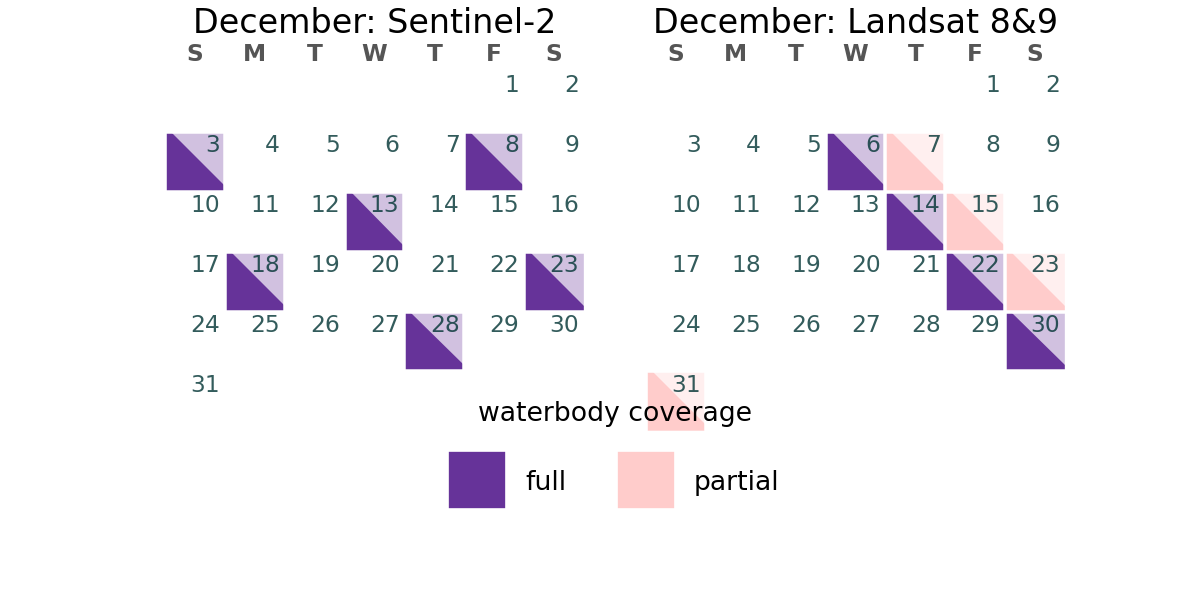 December: Sentinel-2
S M T W T F S
1 2
3 4 5 6 7 8 9
10 11 12 13 14 15 16
17 18 19 20 21 22 23
24 25 26 27 28 29 30
31
December: Landsat 8&9
S M T W T F S
1 2
3 4 5 6 7 8 9
10 11 12 13 14 15 16
17 18 19 20 21 22 23
24 25 26 27 28 29 30
31
waterbody coverage
full
partial